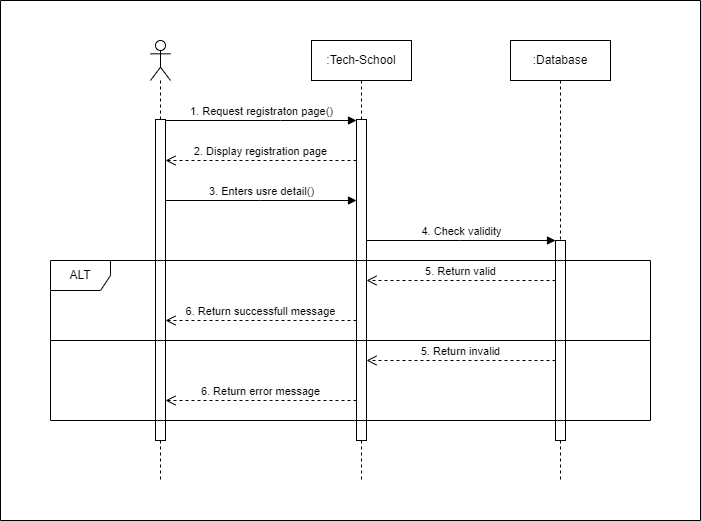 :Tech-School
:Database
1. Request registraton page()
2. Display registration page
3. Enters usre detail()
4. Check validity
ALT
5. Return valid
6. Return successfull message
5. Return invalid
6. Return error message